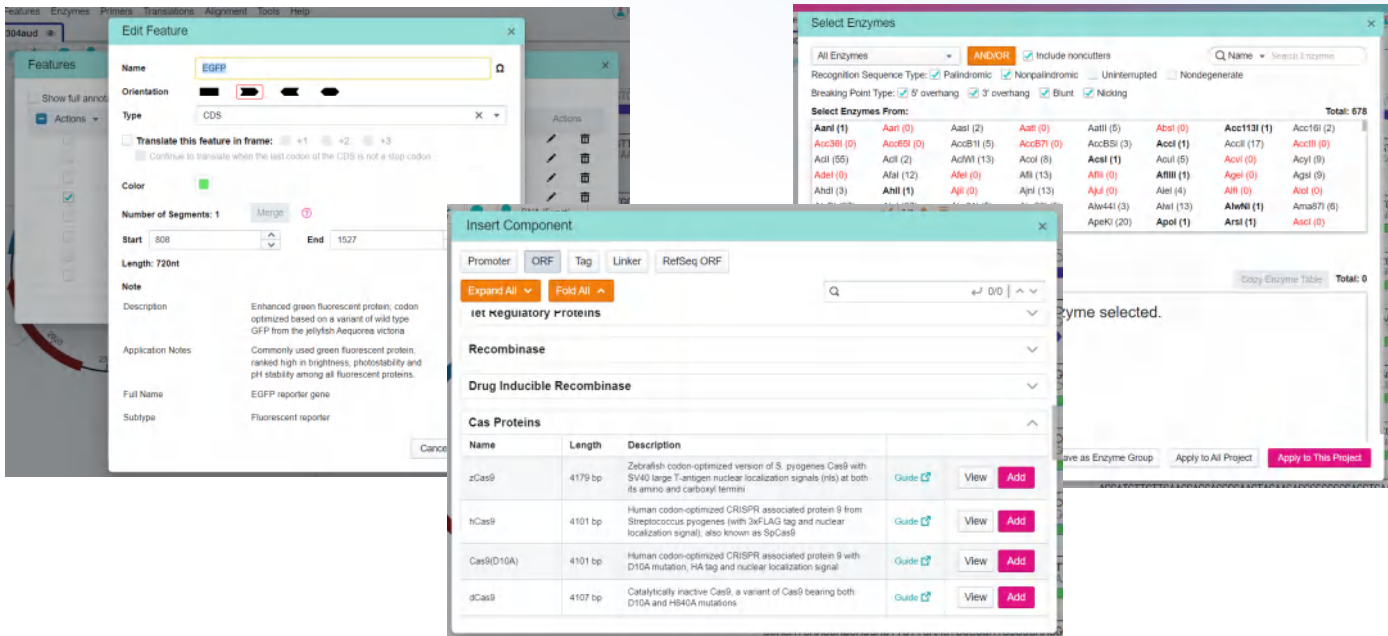 Features Enzymes Primers Translations Alignment Tools Help
304aud
Features
Show full annot
Actions
Actions
Edit Feature ×
Name EGFP Ω
Orientation
Type CDS
Translate this feature in frame: +1 +2 +3
Continue to translate when the last codon of the CDS is not a stop codon
Color
Number of Segments: 1 Merge
Start 808 End 1527
Length: 720nt
Note
Description Enhanced green fluorescent protein; codon
optimized based on a variant of wild type
GFP from the jellyfish Aequorea victoria
Application Notes Commonly used green fluorescent protein;
ranked high in brightness, photostability and
pH stability among all fluorescent proteins.
Full Name EGFP reporter gene
Subtype Fluorescent reporter
Cance
Insert Component ×
Promoter ORF Tag Linker RefSeq ORF
Expand All Fold All 0/0
Tet Regulatory Proteins
Recombinase
Drug Inducible Recombinase
Cas Proteins
Name Length Description
zCas9 4179 bp Zebrafish codon-optimized version of S. pyogenes Cas9 with
SV40 large T-antigen nuclear localization signals (nls) at both
its amino and carboxyl termini Guide View Add
hCas9 4101 bp Human codon-optimized CRISPR associated protein 9 from
Streptococcus pyogenes (with 3xFLAG tag and nuclear
localization signal), also known as SpCas9 Guide View Add
Cas9(D10A) 4101 bp Human codon-optimized CRISPR associated protein 9 with
D10A mutation, HA tag and nuclear localization signal Guide View Add
dCas9 4107 bp Catalytically inactive Cas9, a variant of Cas9 bearing both
D10A and H840A mutations Guide View Add
Select Enzymes ×
All Enzymes AND/OR Include noncutters Name Search Enzyme
Recognition Sequence Type: Palindromic Nonpalindromic Uninterrupted Nondegenerate
Breaking Point Type: 5' overhang 3' overhang Blunt Nicking
Select Enzymes From: Total: 678
AanI (1) AarI (0) AasI (2) AatI (0) AatII (5) AbsI (0) Acc113I (1) Acc16I (2)
Acc36I (0) Acc65I (0) AccB1I (5) AccB7I (0) AccBSI (3) AccI (1) AccII (17) AccIII (0)
AciI (55) AclI (2) AclWI (13) AcoI (8) AcsI (1) AcuI (5) AcvI (0) AcyI (9)
AdeI (0) AfaI (12) AfeI (0) AfiI (13) AflII (0) AflIII (1) AgeI (0) AgsI (9)
AhdI (3) AhlI (1) AjiI (0) AjnI (13) AjuI (0) AleI (4) AlfI (0) AloI (0)
Alw44I (3) AlwI (13) AlwNI (1) Ama87I (6)
ApeKI (20) ApoI (1) ArsI (1) AscI (0)
Copy Enzyme Table Total: 0
zyme selected.
ave as Enzyme Group Apply to All Project Apply to This Project